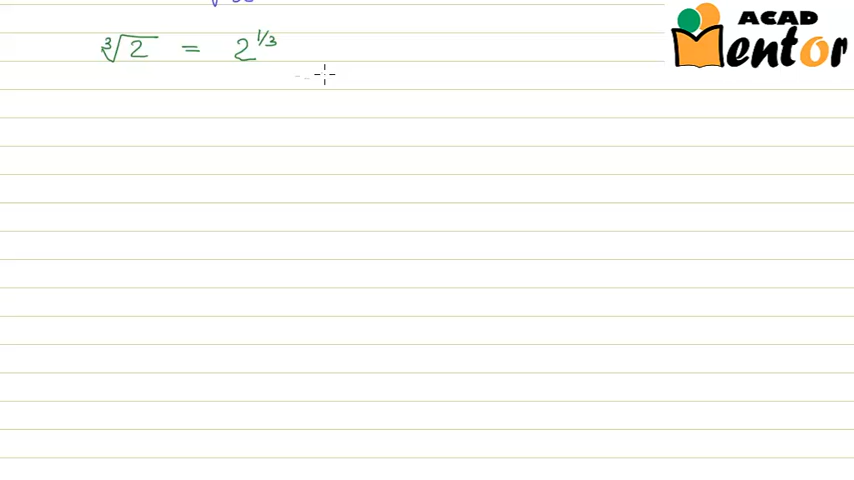 ∛2 = 2^1/3
ACAD
mentor